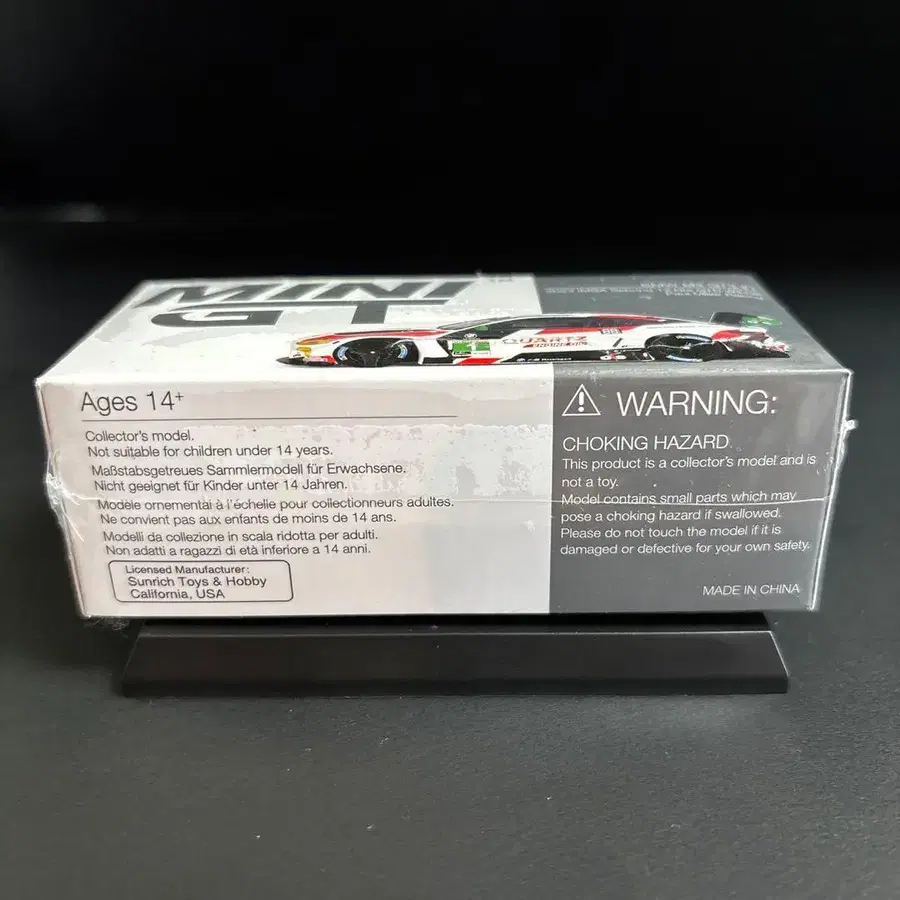 MINI
GT
1
QUARTZ
ENGINE OIL
Ages 14+
Collector's model.
Not suitable for children under 14 years.
Maßstabsgetreues Sammlermodell für Erwachsene.
Nicht geeignet für Kinder unter 14 Jahren.
Modèle ornemental à l'échelle pour collectionneurs adultes.
Ne convient pas aux enfants de moins de 14 ans.
Modelli da collezione in scala ridotta per adulti.
Non adatti a ragazzi di età inferiore a 14 anni.
Licensed Manufacturer:
Sunrich Toys & Hobby
California, USA
WARNING:
CHOKING HAZARD
This product is a collector's model and is
not a toy.
Model contains small parts which may
pose a choking hazard if swallowed.
Please do not touch the model if it is
damaged or defective for your own safety.
MADE IN CHINA